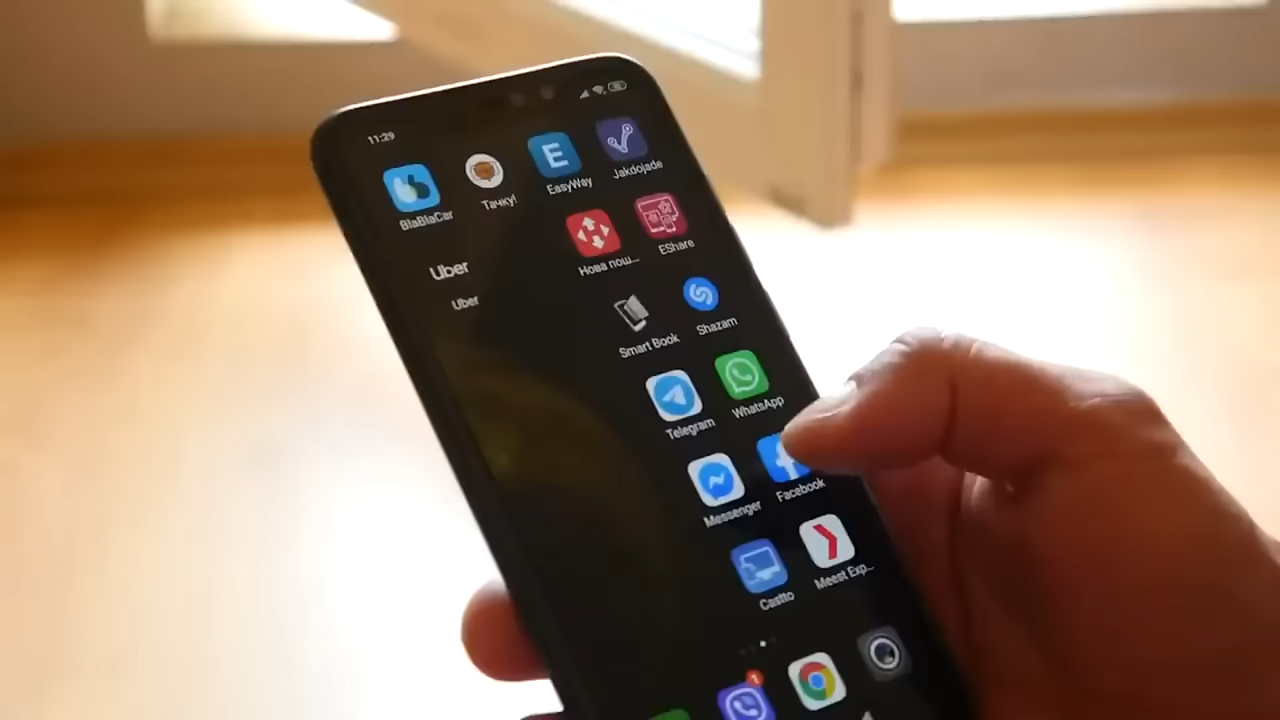 11:29
BlaBlaCar
Тачку!
E
EasyWay
Jakdojade
Нова пош...
EShare
Uber
Uber
Smart Book
Shazam
Telegram
WhatsApp
Messenger
f
Facebook
Castto
Meest Exp...
1